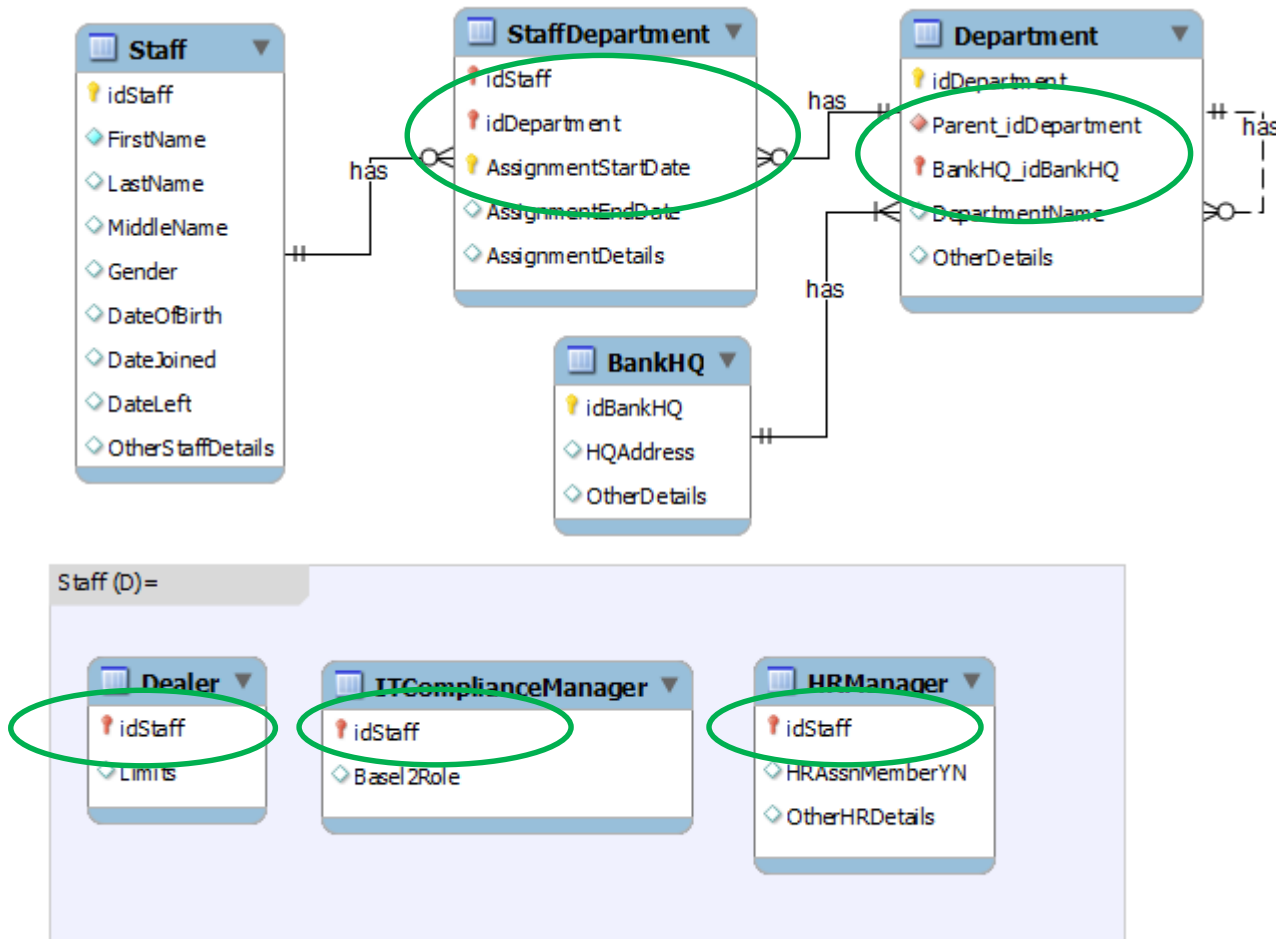 Staff
idStaff
FirstName
LastName
MiddleName
Gender
DateOfBirth
DateJoined
DateLeft
OtherStaffDetails
has
StaffDepartment
idStaff
idDepartment
AssignmentStartDate
AssignmentEndDate
AssignmentDetails
has
Department
idDepartment
Parent_idDepartment
BankHQ_idBankHQ
DepartmentName
OtherDetails
has
has
BankHQ
idBankHQ
HQAddress
OtherDetails
Staff (D)=
Dealer
idStaff
Limits
ITComplianceManager
idStaff
Basel2Role
HRManager
idStaff
HRAssnMemberYN
OtherHRDetails